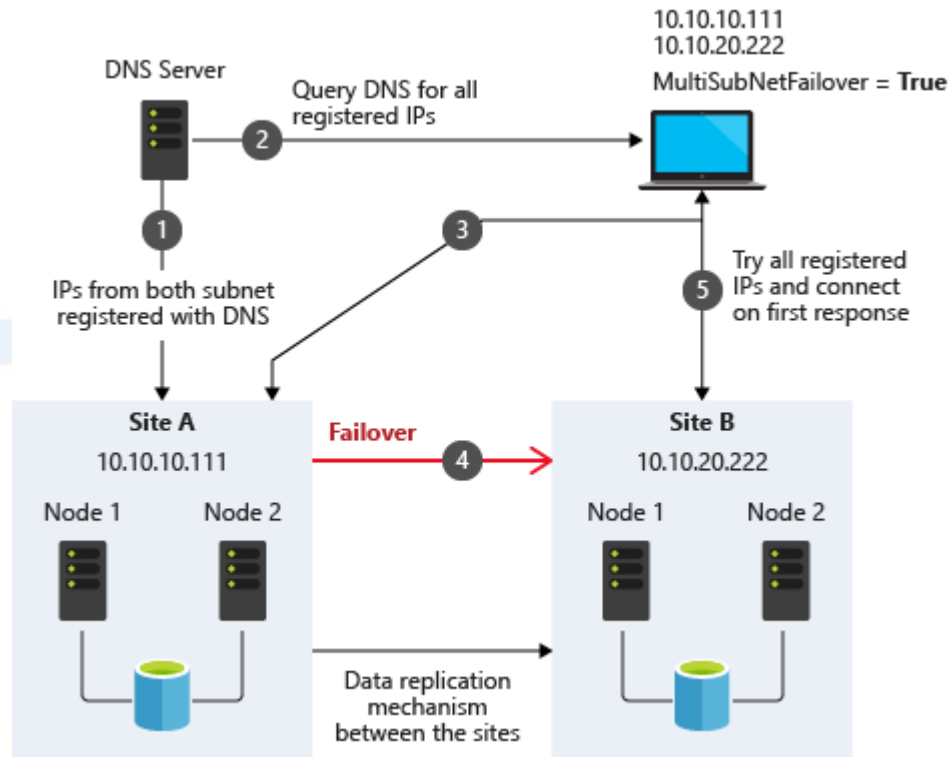 10.10.10.111
10.10.20.222
MultiSubNetFailover = True
DNS Server
Query DNS for all
registered IPs
2
1
3
IPs from both subnet
registered with DNS
5
Try all registered
IPs and connect
on first response
Site A
10.10.10.111
Failover
4
Site B
10.10.20.222
Node 1
Node 2
Node 1
Node 2
Data replication
mechanism
between the sites